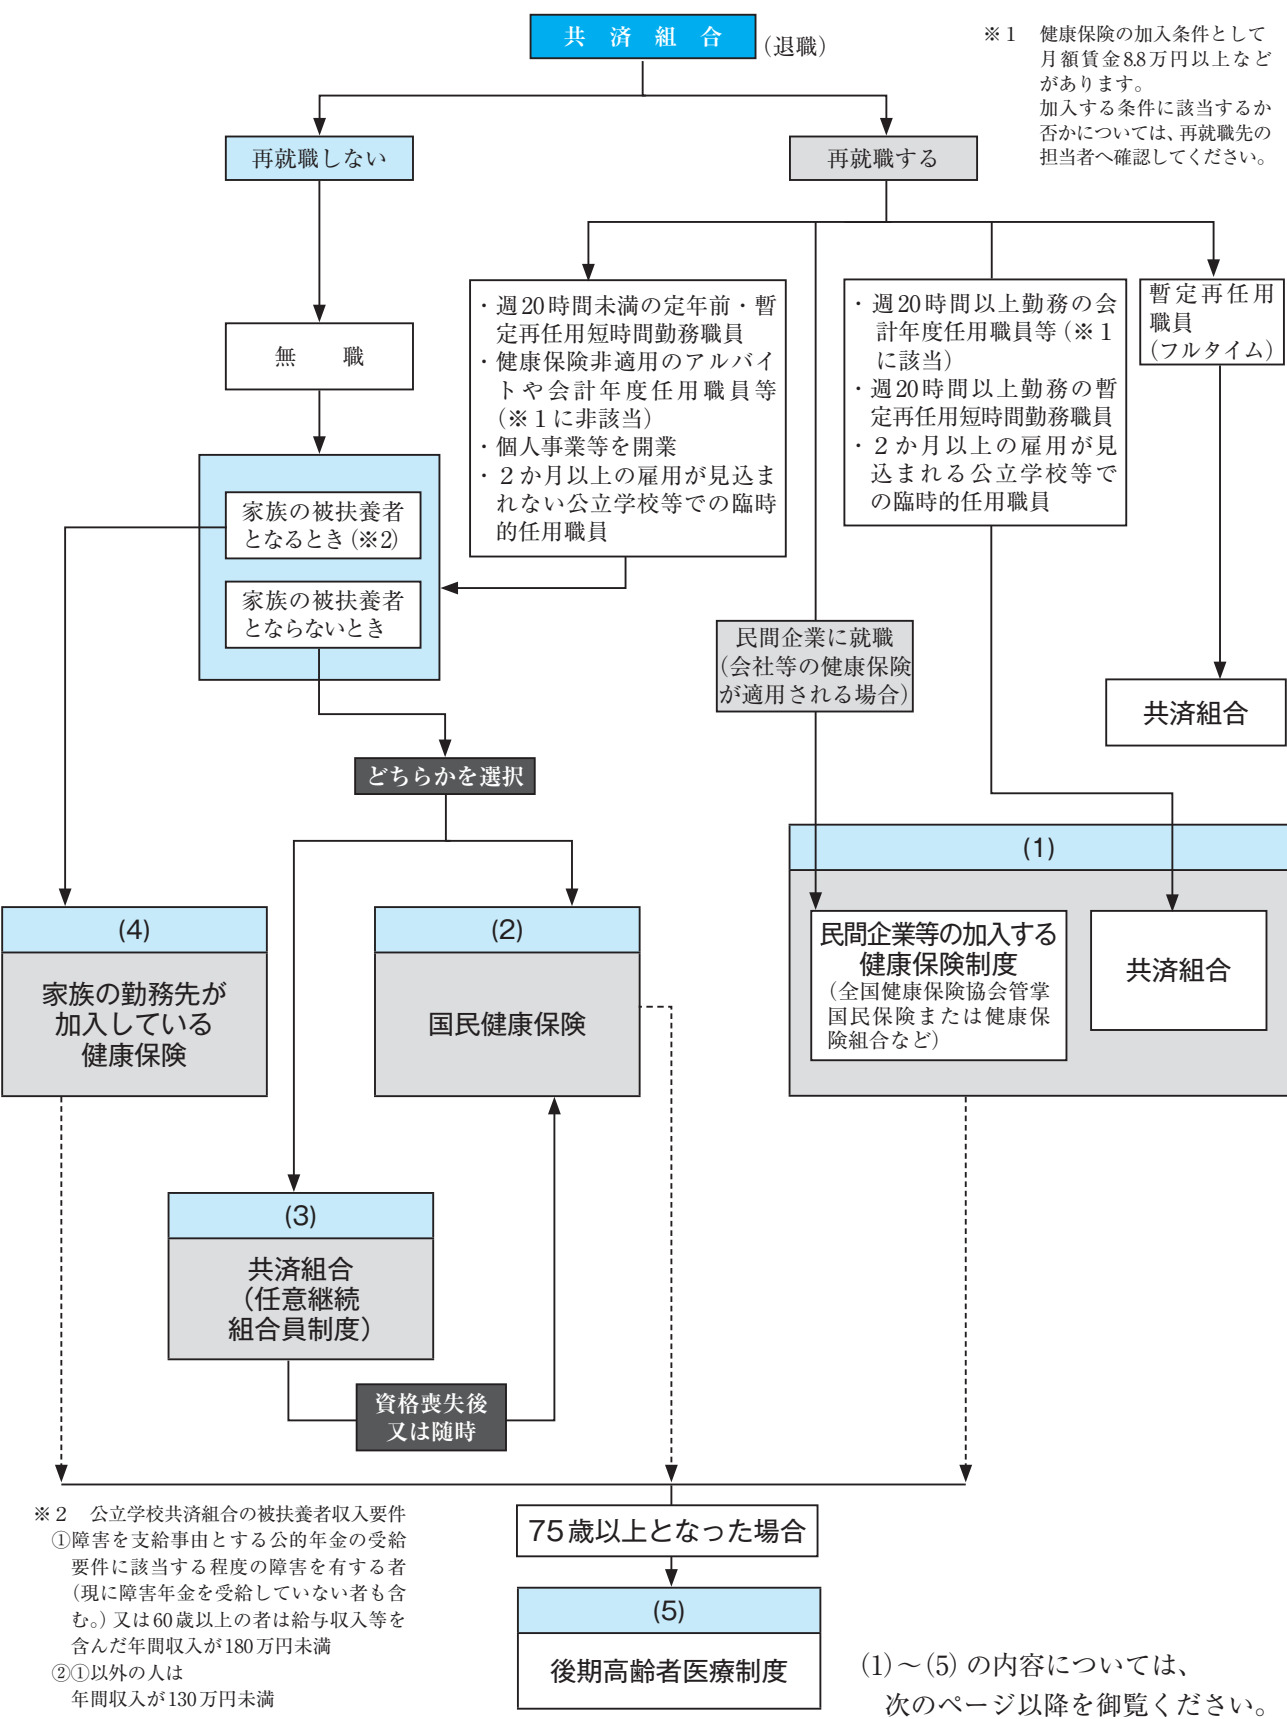 共済組合
（退職）
※１　健康保険の加入条件として
月額賃金8.8万円以上など
があります。
加入する条件に該当するか
否かについては、再就職先の
担当者へ確認してください。
再就職しない
再就職する
無　職
・週20時間未満の定年前・暫
定再任用短時間勤務職員
・健康保険非適用のアルバイ
トや会計年度任用職員等
（※１に非該当）
・個人事業等を開業
・２か月以上の雇用が見込ま
れない公立学校等での臨時
的任用職員
・週20時間以上勤務の会
計年度任用職員等（※１
に該当）
・週20時間以上勤務の暫
定再任用短時間勤務職員
・２か月以上の雇用が見
込まれる公立学校等で
の臨時的任用職員
暫定再任用
職員
（フルタイム）
家族の被扶養者
となるとき（※2）
家族の被扶養者
とならないとき
民間企業に就職
（会社等の健康保険
が適用される場合）
共済組合
どちらかを選択
(1)
民間企業等の加入する
健康保険制度
（全国健康保険協会管掌
国民保険または健康保
険組合など）
共済組合
(4)
家族の勤務先が
加入している
健康保険
(2)
国民健康保険
(3)
共済組合
（任意継続
組合員制度）
資格喪失後
又は随時
※２　公立学校共済組合の被扶養者収入要件
①障害を支給事由とする公的年金の受給
要件に該当する程度の障害を有する者
（現に障害年金を受給していない者も含
む。）又は60歳以上の者は給与収入等を
含んだ年間収入が180万円未満
②①以外の人は
年間収入が130万円未満
75歳以上となった場合
(5)
後期高齢者医療制度
(1)～(5) の内容については、
次のページ以降を御覧ください。